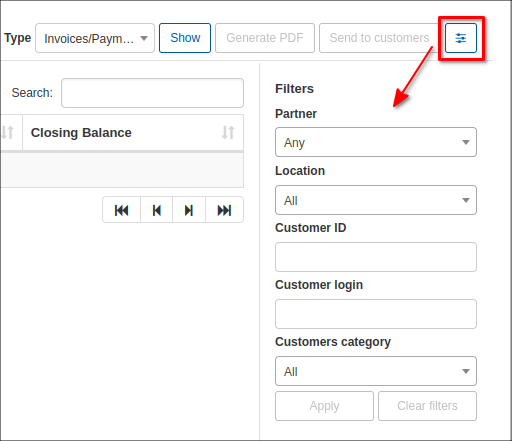 Type Invoices/Paym… Show Generate PDF Send to customers
Search:
Closing Balance
Filters
Partner
Any
Location
All
Customer ID
Customer login
Customers category
All
Apply Clear filters